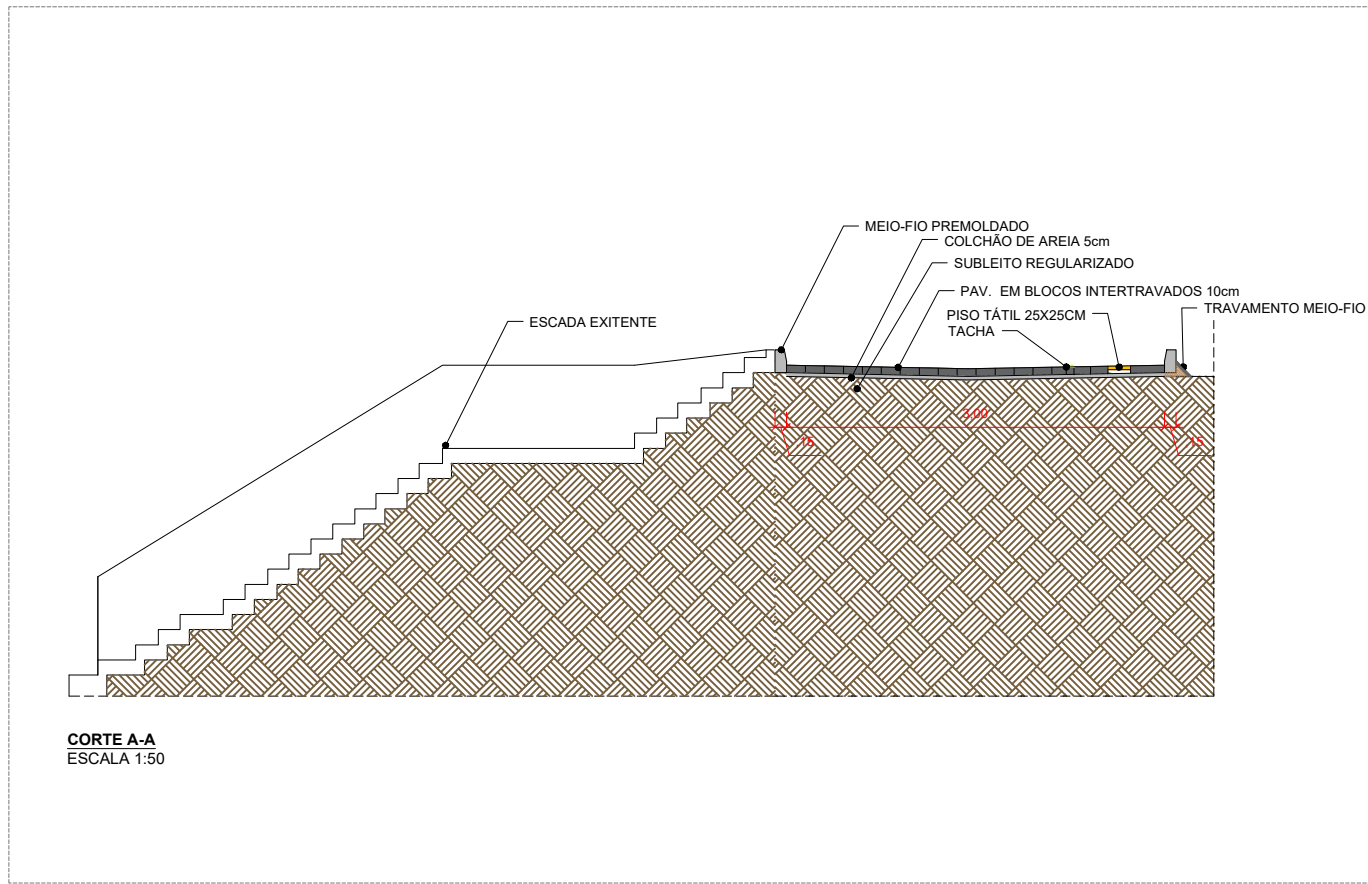 MEIO-FIO PREMOLDADO
COLCHÃO DE AREIA 5cm
SUBLEITO REGULARIZADO
PAV.  EM BLOCOS INTERTRAVADOS 10cm
TRAVAMENTO MEIO-FIO
PISO TÁTIL 25X25CM
TACHA
ESCADA EXITENTE
3,00
15
15
CORTE A-A
ESCALA 1:50